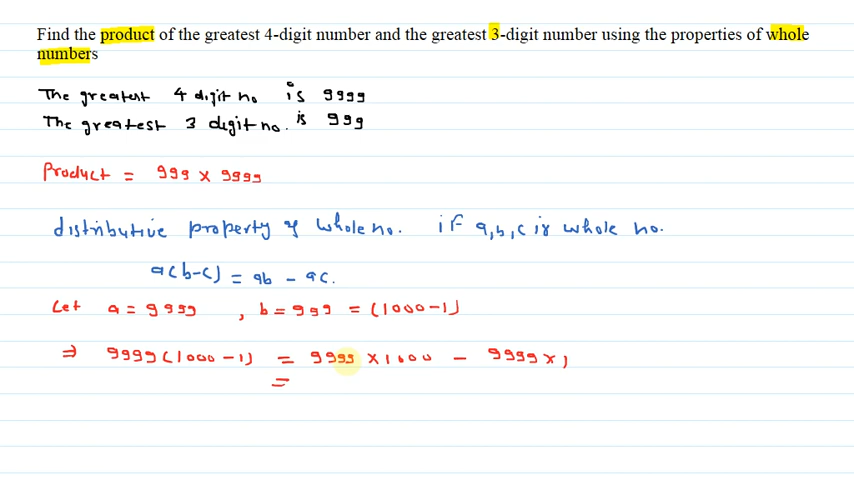 Find the product of the greatest 4-digit number and the greatest 3-digit number using the properties of whole
numbers
The greatest 4 digit no is 9999
The greatest 3 digit no. is 999
Product = 999 × 9999
distributive property of whole no. if a,b,c is whole no.
a(b-c) = ab - ac.
Let a = 9999 , b = 999 = (1000-1)
⇒ 9999(1000-1) = 9999 × 1000 - 9999 × 1
=